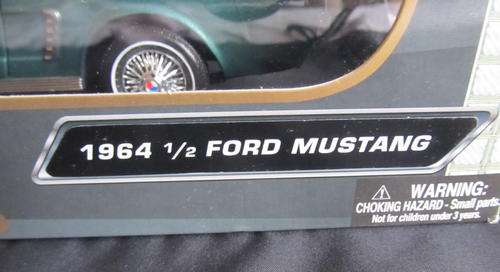 1964 1/2 FORD MUSTANG
WARNING:
CHOKING HAZARD - Small parts.
Not for children under 3 years.